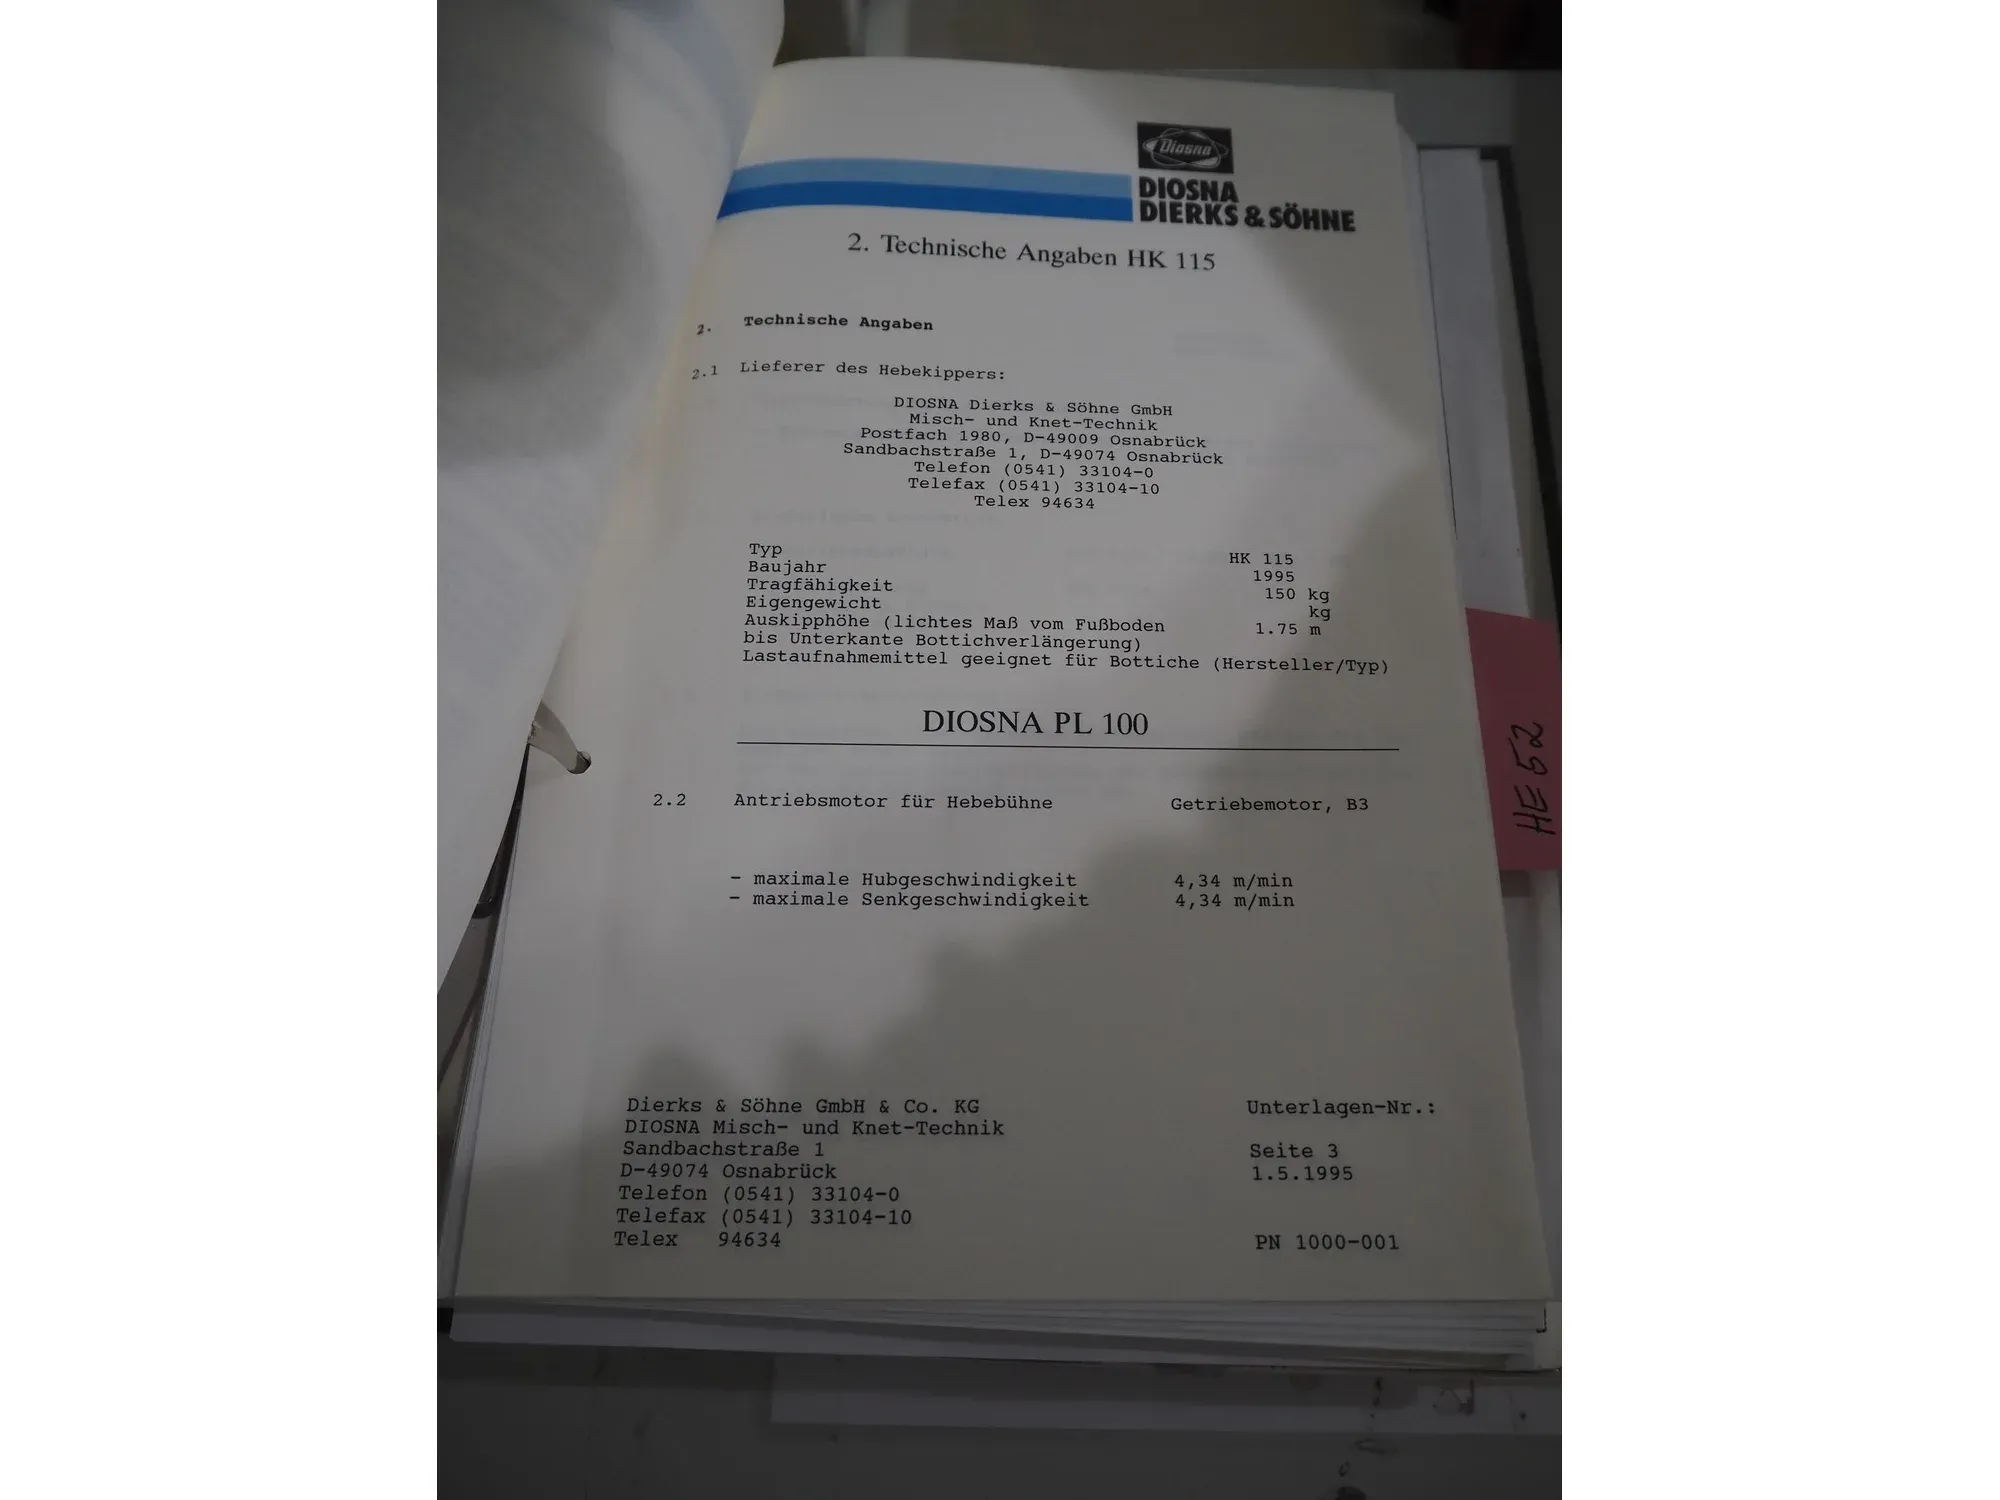 Diosna
DIOSNA
DIERKS & SÖHNE
2. Technische Angaben HK 115
2. Technische Angaben
2.1 Lieferer des Hebekippers:
DIOSNA Dierks & Söhne GmbH
Misch- und Knet-Technik
Postfach 1980, D-49009 Osnabrück
Sandbachstraße 1, D-49074 Osnabrück
Telefon (0541) 33104-0
Telefax (0541) 33104-10
Telex 94634
Typ HK 115
Baujahr 1995
Tragfähigkeit 150 kg
Eigengewicht kg
Auskipphöhe (lichtes Maß vom Fußboden 1.75 m
bis Unterkante Bottichverlängerung)
Lastaufnahmemittel geeignet für Bottiche (Hersteller/Typ)
DIOSNA PL 100
2.2 Antriebsmotor für Hebebühne Getriebemotor, B3
- maximale Hubgeschwindigkeit 4,34 m/min
- maximale Senkgeschwindigkeit 4,34 m/min
Dierks & Söhne GmbH & Co. KG Unterlagen-Nr.:
DIOSNA Misch- und Knet-Technik
Sandbachstraße 1 Seite 3
D-49074 Osnabrück 1.5.1995
Telefon (0541) 33104-0
Telefax (0541) 33104-10
Telex 94634 PN 1000-001
HE 52